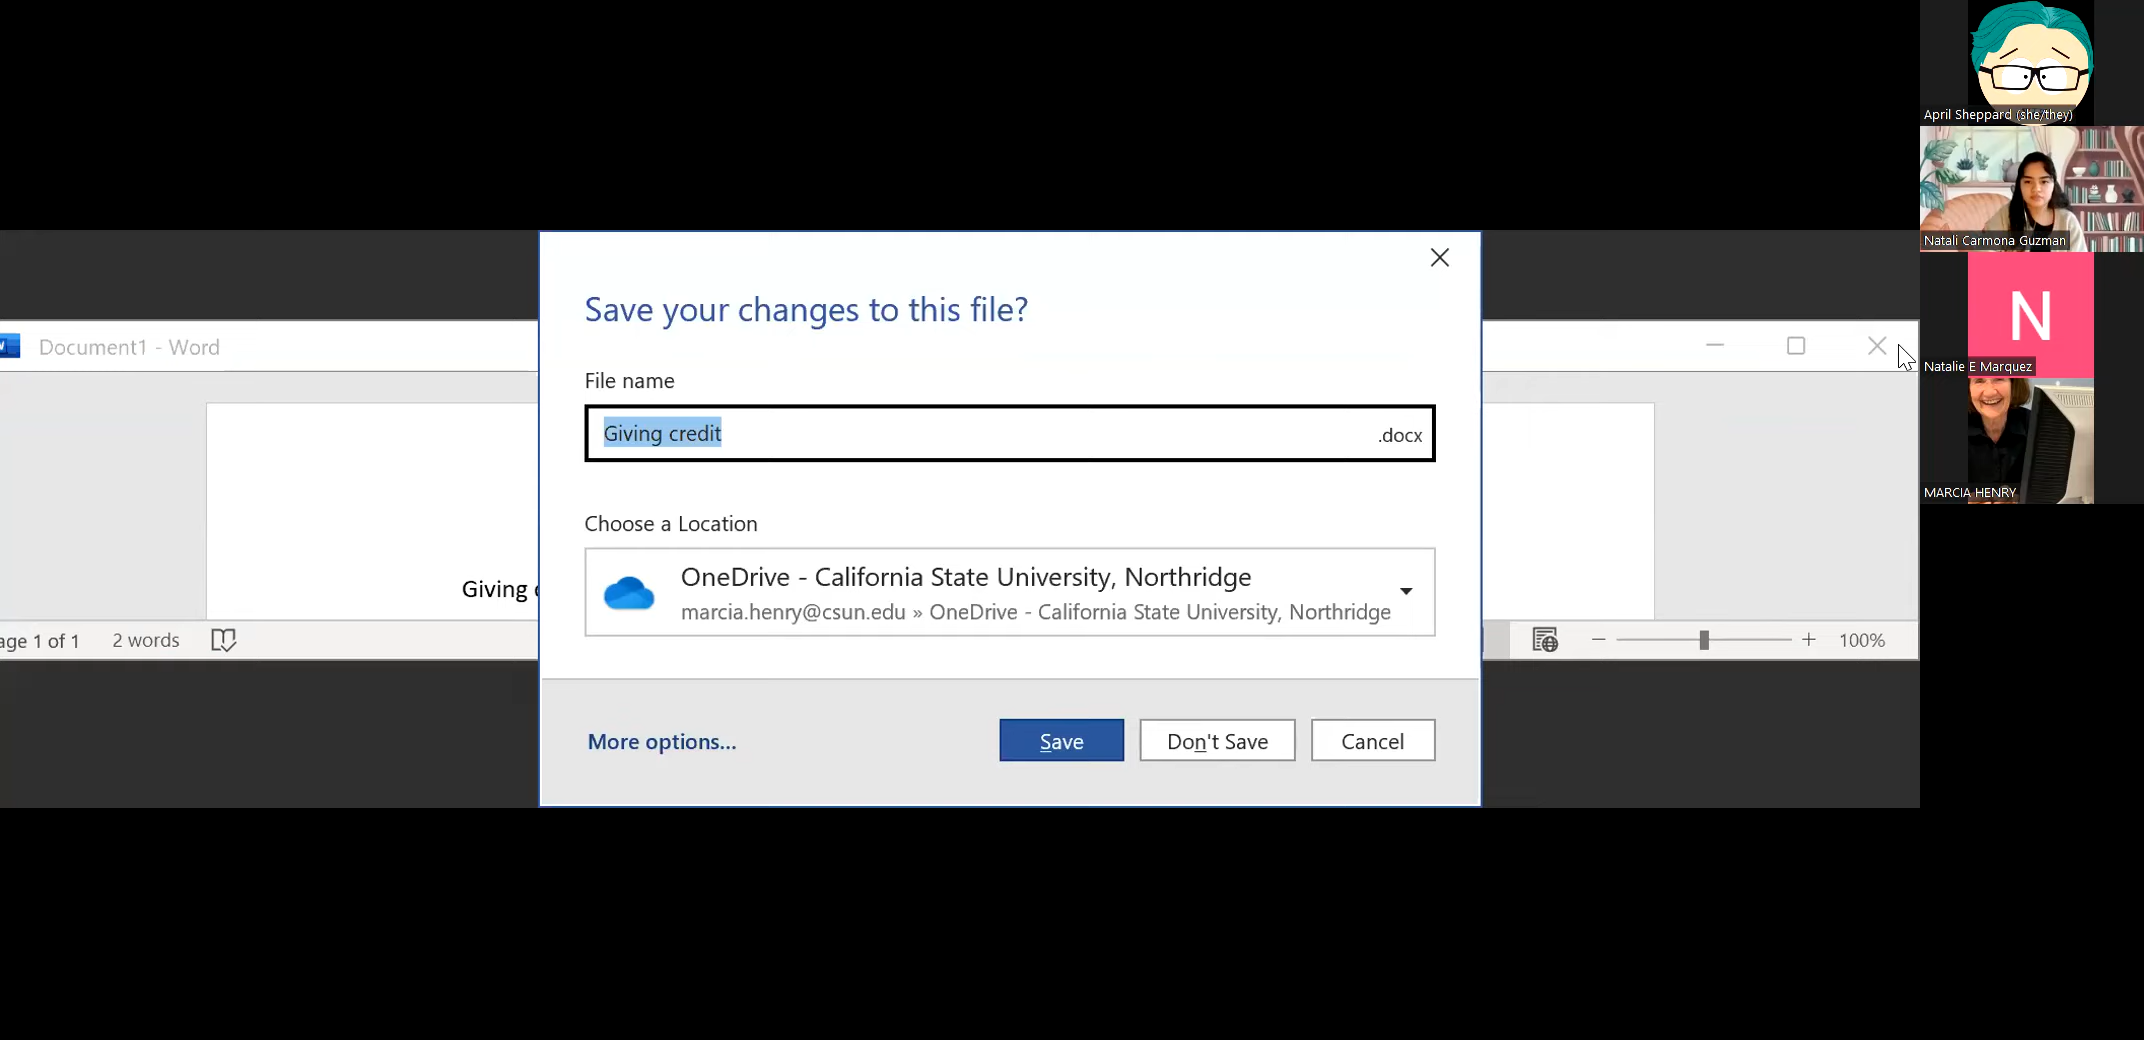 April Sheppard (she/they)
Natali Carmona Guzman
N
Natalie E Marquez
MARCIA HENRY
Document1 - Word
Save your changes to this file?
File name
Giving credit .docx
Choose a Location
OneDrive - California State University, Northridge
marcia.henry@csun.edu » OneDrive - California State University, Northridge
Giving
age 1 of 1 2 words
100%
More options...
Save Don't Save Cancel